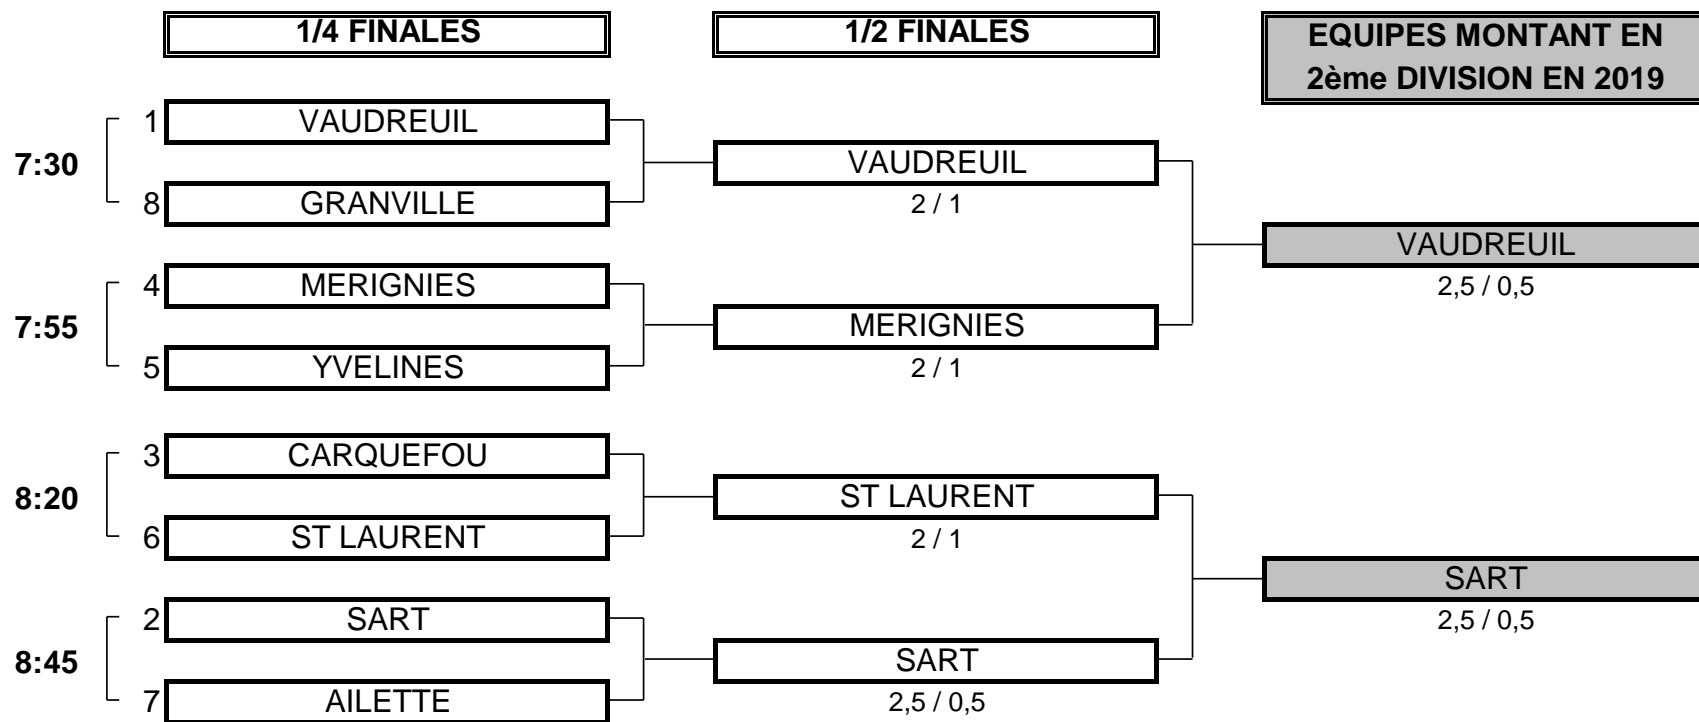 1/4 FINALES
1/2 FINALES
EQUIPES MONTANT EN
2ème DIVISION EN 2019
7:30
1 VAUDREUIL
8 GRANVILLE
VAUDREUIL
2 / 1
7:55
4 MERIGNIES
5 YVELINES
MERIGNIES
2 / 1
VAUDREUIL
2,5 / 0,5
8:20
3 CARQUEFOU
6 ST LAURENT
ST LAURENT
2 / 1
8:45
2 SART
7 AILETTE
SART
2,5 / 0,5
SART
2,5 / 0,5